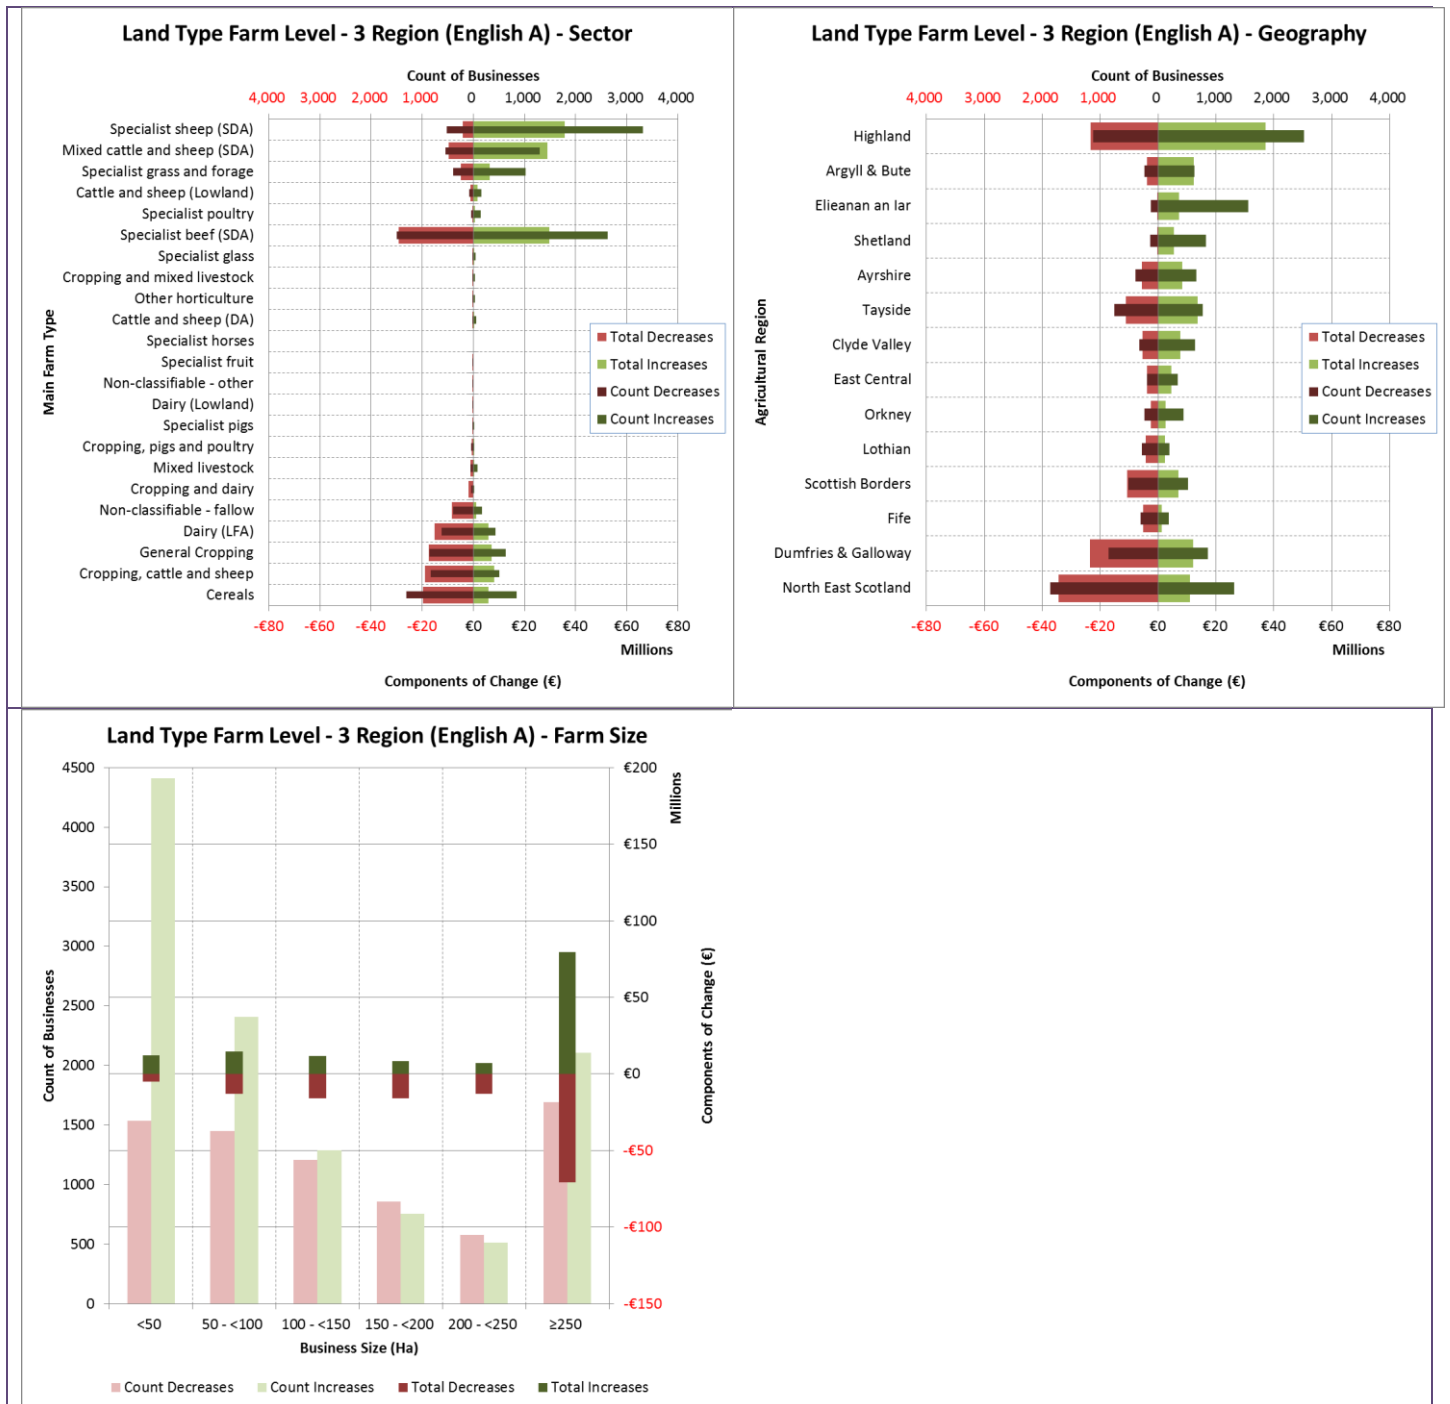 Land Type Farm Level - 3 Region (English A) - Sector
Count of Businesses
4,000 3,000 2,000 1,000 0 1,000 2,000 3,000 4,000
Main Farm Type
Specialist sheep (SDA)
Mixed cattle and sheep (SDA)
Specialist grass and forage
Cattle and sheep (Lowland)
Specialist poultry
Specialist beef (SDA)
Specialist glass
Cropping and mixed livestock
Other horticulture
Cattle and sheep (DA)
Specialist horses
Specialist fruit
Non-classifiable - other
Dairy (Lowland)
Specialist pigs
Cropping, pigs and poultry
Mixed livestock
Cropping and dairy
Non-classifiable - fallow
Dairy (LFA)
General Cropping
Cropping, cattle and sheep
Cereals
Total Decreases
Total Increases
Count Decreases
Count Increases
-€80 -€60 -€40 -€20 €0 €20 €40 €60 €80
Millions
Components of Change (€)
Land Type Farm Level - 3 Region (English A) - Geography
Count of Businesses
4,000 3,000 2,000 1,000 0 1,000 2,000 3,000 4,000
Agricultural Region
Highland
Argyll & Bute
Elieanan an Iar
Shetland
Ayrshire
Tayside
Clyde Valley
East Central
Orkney
Lothian
Scottish Borders
Fife
Dumfries & Galloway
North East Scotland
Total Decreases
Total Increases
Count Decreases
Count Increases
-€80 -€60 -€40 -€20 €0 €20 €40 €60 €80
Millions
Components of Change (€)
Land Type Farm Level - 3 Region (English A) - Farm Size
Count of Businesses
4500
4000
3500
3000
2500
2000
1500
1000
500
0
€200
€150
€100
€50
€0
-€50
-€100
-€150
Millions
Components of Change (€)
<50 50 - <100 100 - <150 150 - <200 200 - <250 ≥250
Business Size (Ha)
Count Decreases Count Increases Total Decreases Total Increases